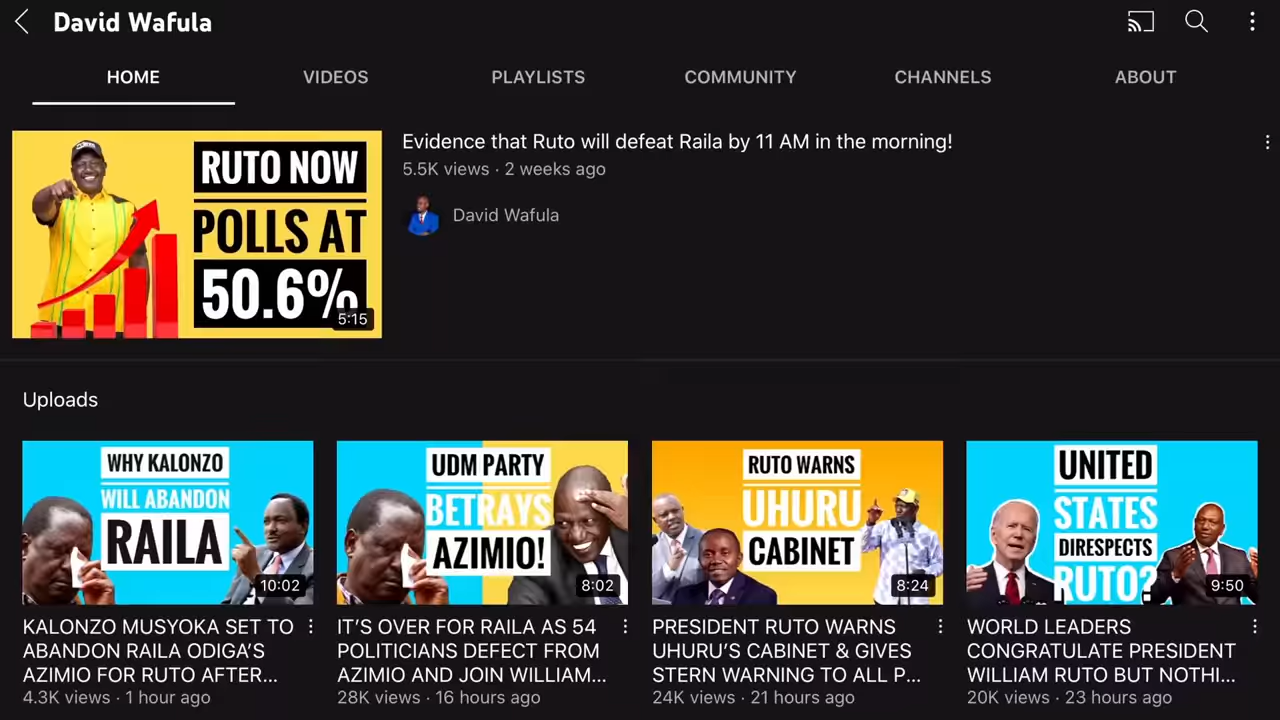 David Wafula
HOME
VIDEOS
PLAYLISTS
COMMUNITY
CHANNELS
ABOUT
RUTO NOW
POLLS AT
50.6%
5:15
Evidence that Ruto will defeat Raila by 11 AM in the morning!
5.5K views · 2 weeks ago
David Wafula
Uploads
WHY KALONZO
WILL ABANDON
RAILA
10:02
KALONZO MUSYOKA SET TO
ABANDON RAILA ODIGA'S
AZIMIO FOR RUTO AFTER...
4.3K views · 1 hour ago
UDM PARTY
BETRAYS
AZIMIO!
8:02
IT'S OVER FOR RAILA AS 54
POLITICIANS DEFECT FROM
AZIMIO AND JOIN WILLIAM...
28K views · 16 hours ago
RUTO WARNS
UHURU
CABINET
8:24
PRESIDENT RUTO WARNS
UHURU'S CABINET & GIVES
STERN WARNING TO ALL P...
24K views · 21 hours ago
UNITED
STATES
DIRESPECTS
RUTO?
9:50
WORLD LEADERS
CONGRATULATE PRESIDENT
WILLIAM RUTO BUT NOTHI...
20K views · 23 hours ago